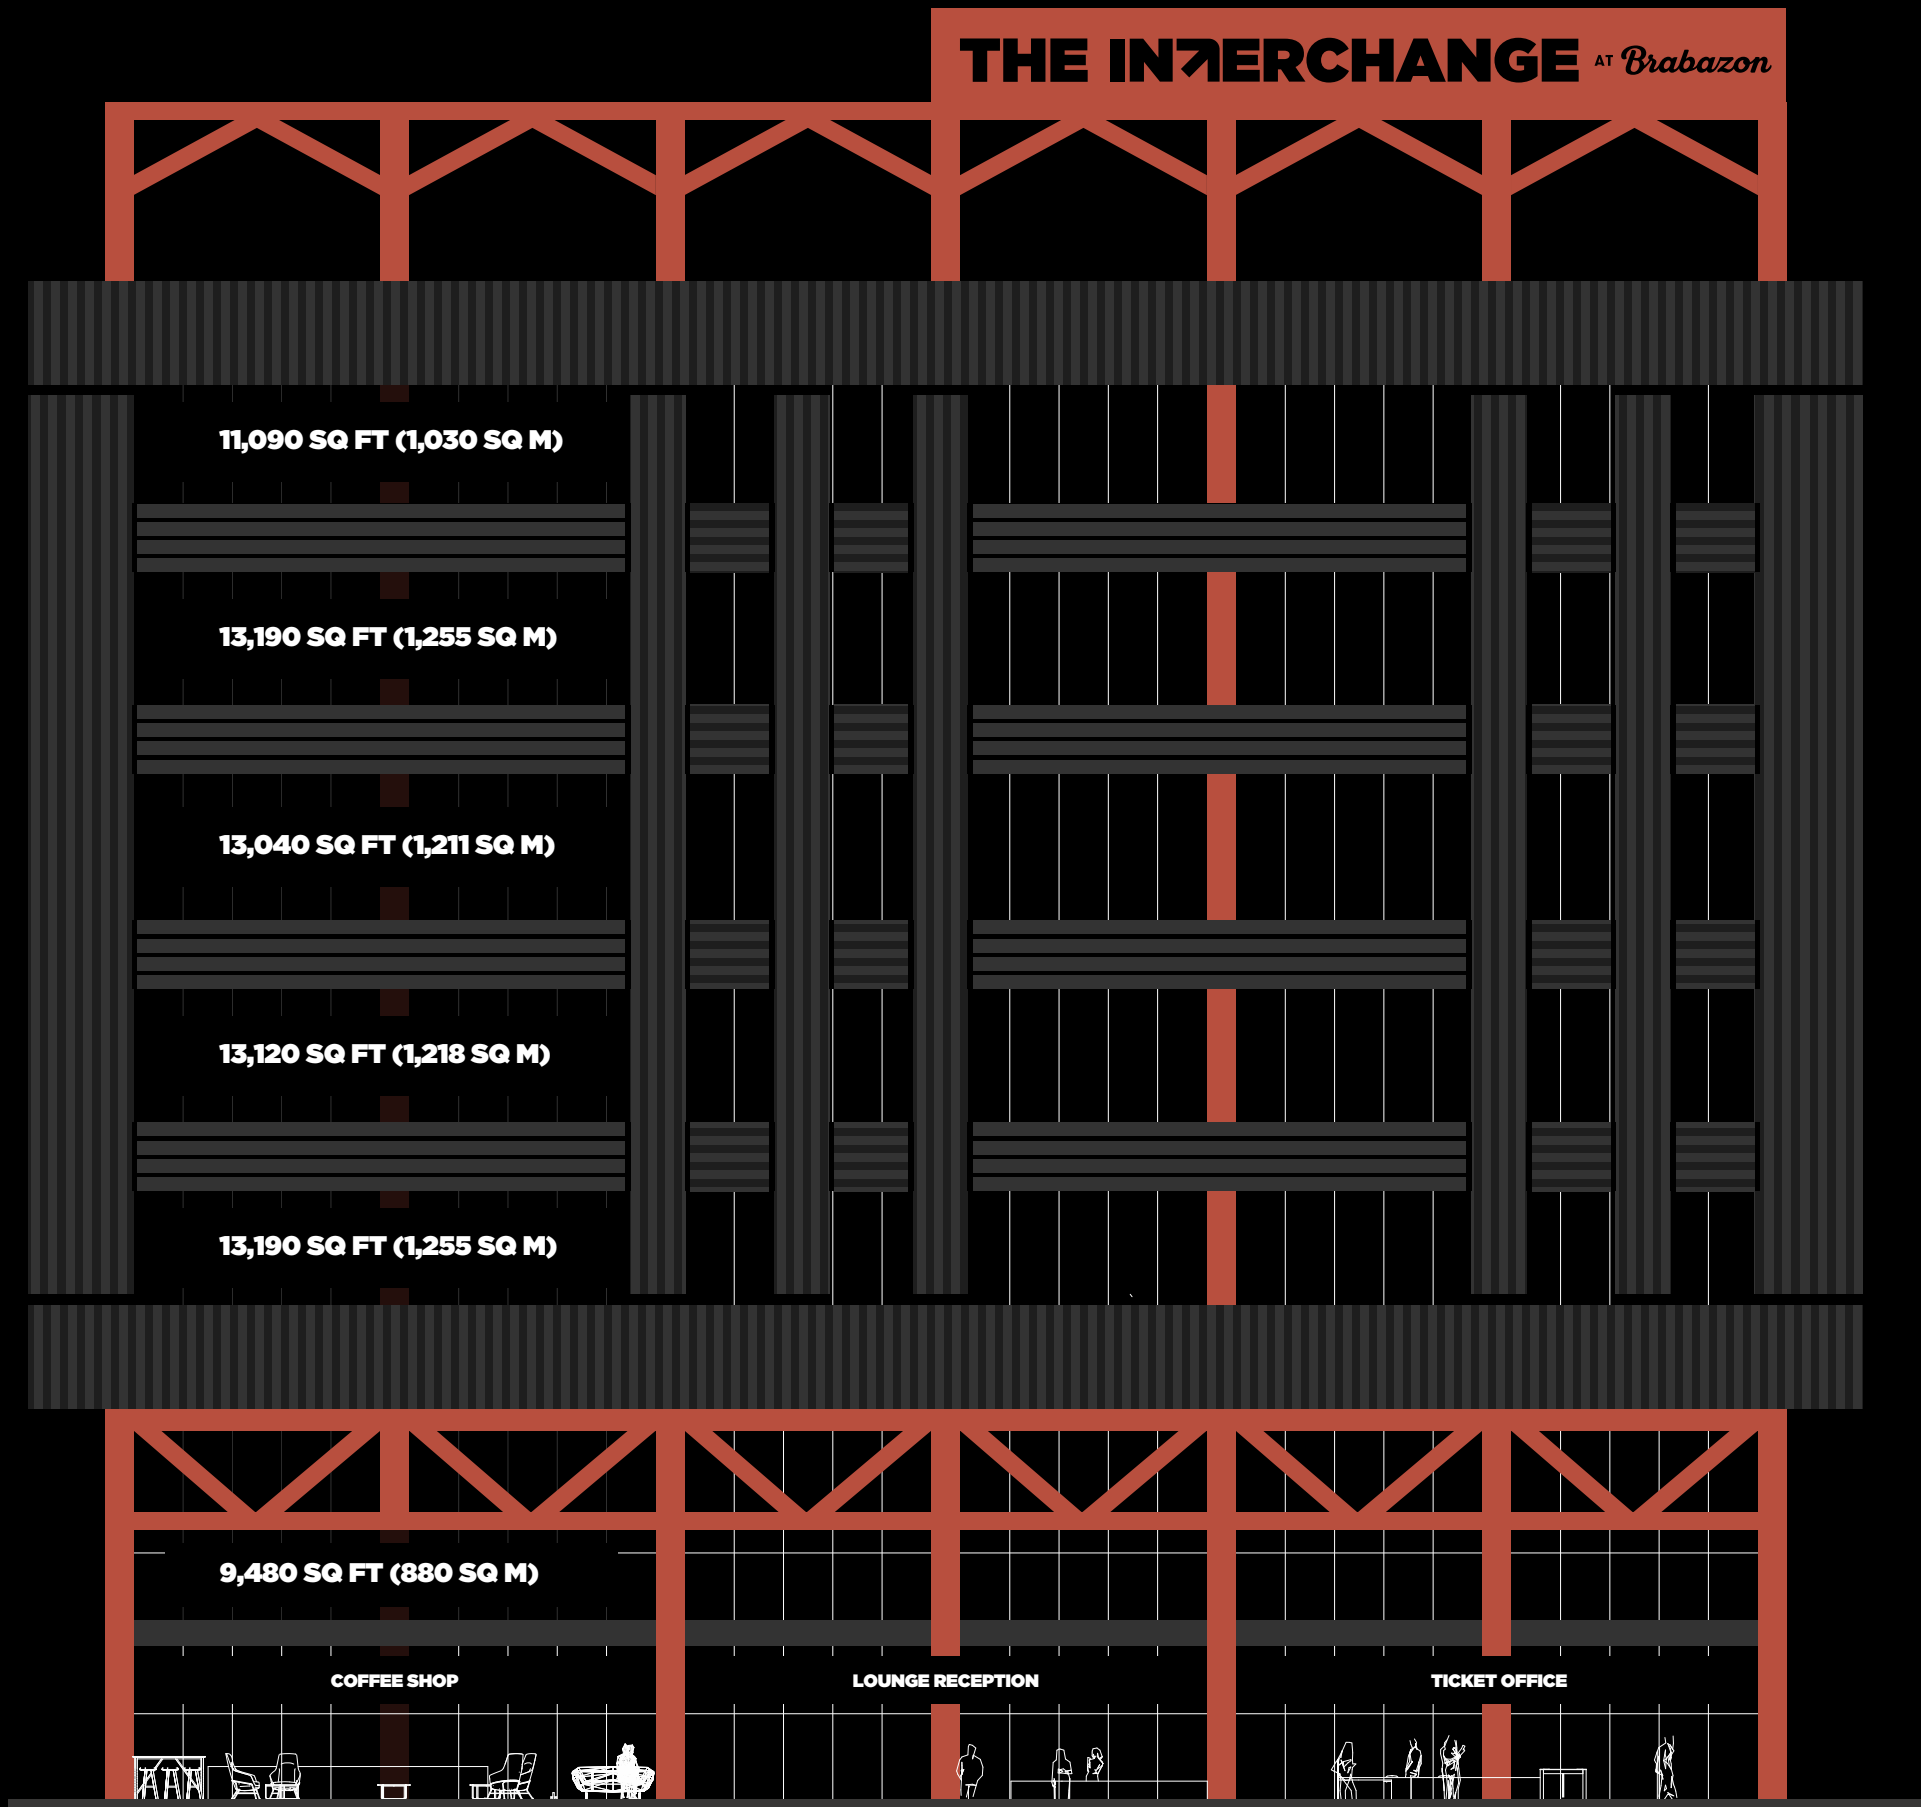 THE INTERCHANGE AT Brabazon
11,090 SQ FT (1,030 SQ M)
13,190 SQ FT (1,255 SQ M)
13,040 SQ FT (1,211 SQ M)
13,120 SQ FT (1,218 SQ M)
13,190 SQ FT (1,255 SQ M)
9,480 SQ FT (880 SQ M)
COFFEE SHOP
LOUNGE RECEPTION
TICKET OFFICE